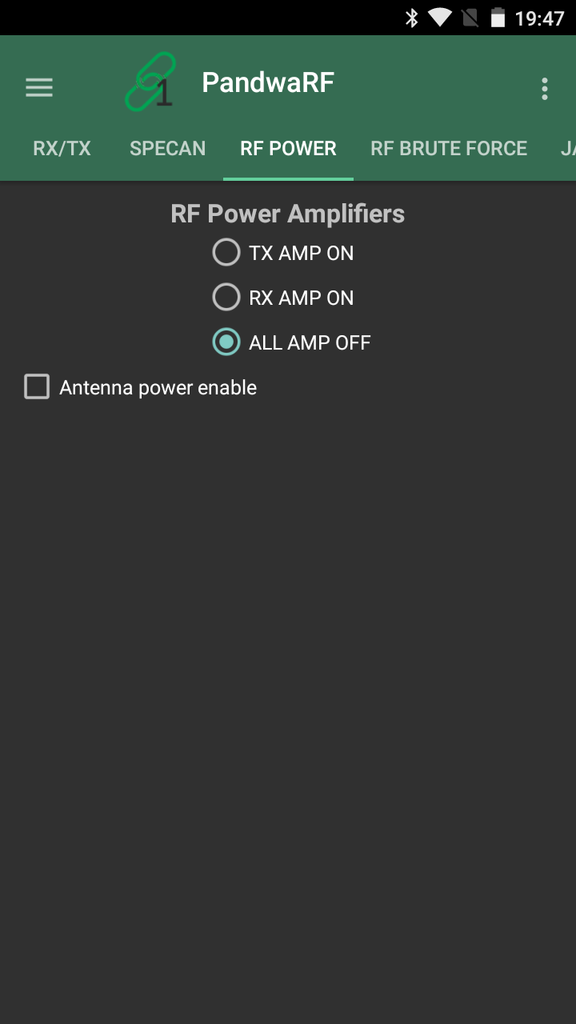 19:47
1
PandwaRF
RX/TX SPECAN RF POWER RF BRUTE FORCE JA
RF Power Amplifiers
TX AMP ON
RX AMP ON
ALL AMP OFF
Antenna power enable